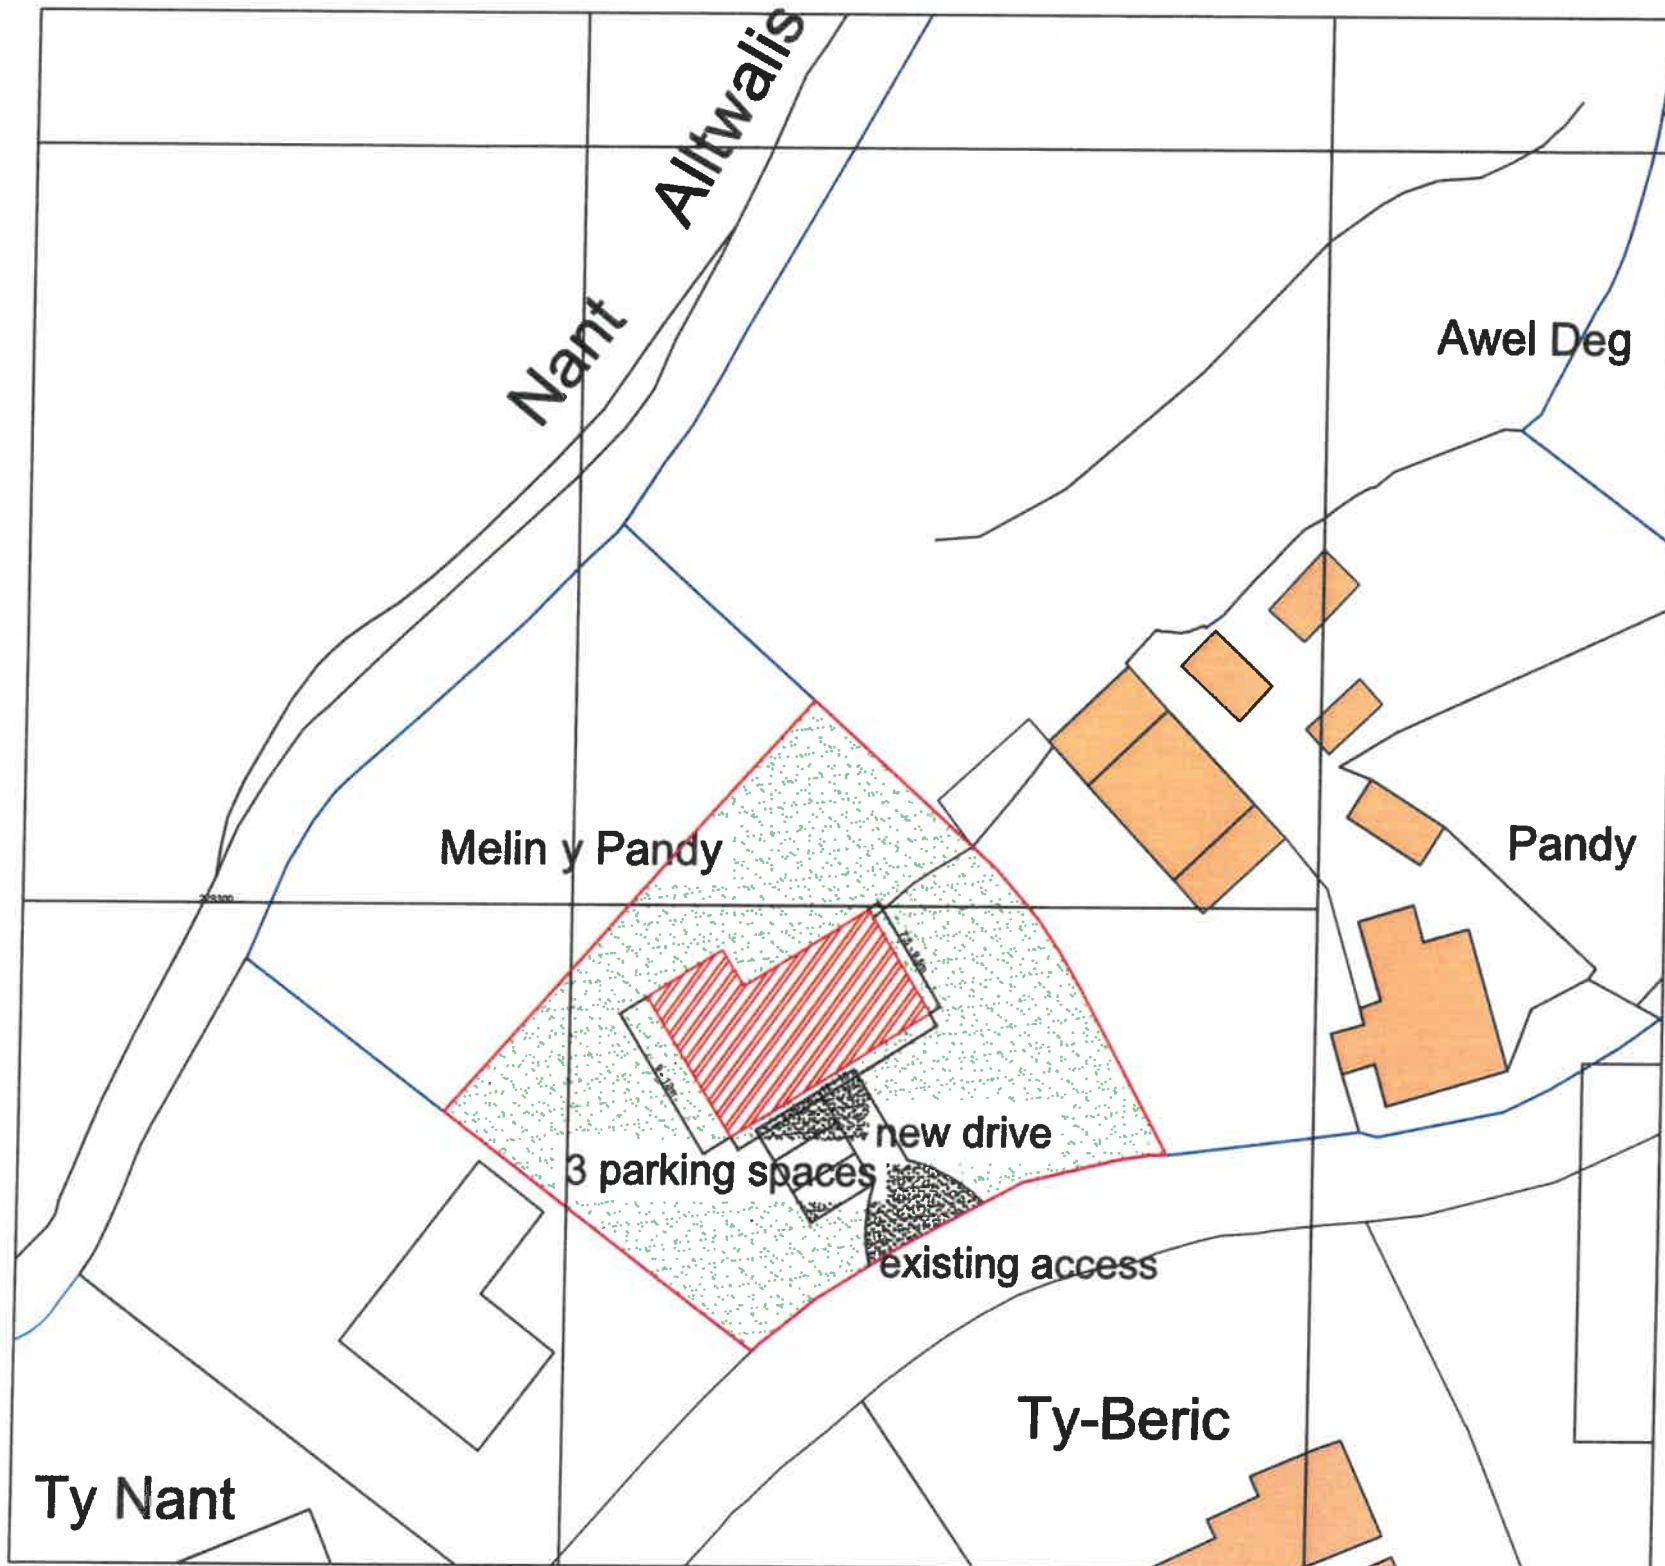 Nant Alltwalis
Awel Deg
Melin y Pandy
Pandy
new drive
3 parking spaces
existing access
Ty-Beric
Ty Nant